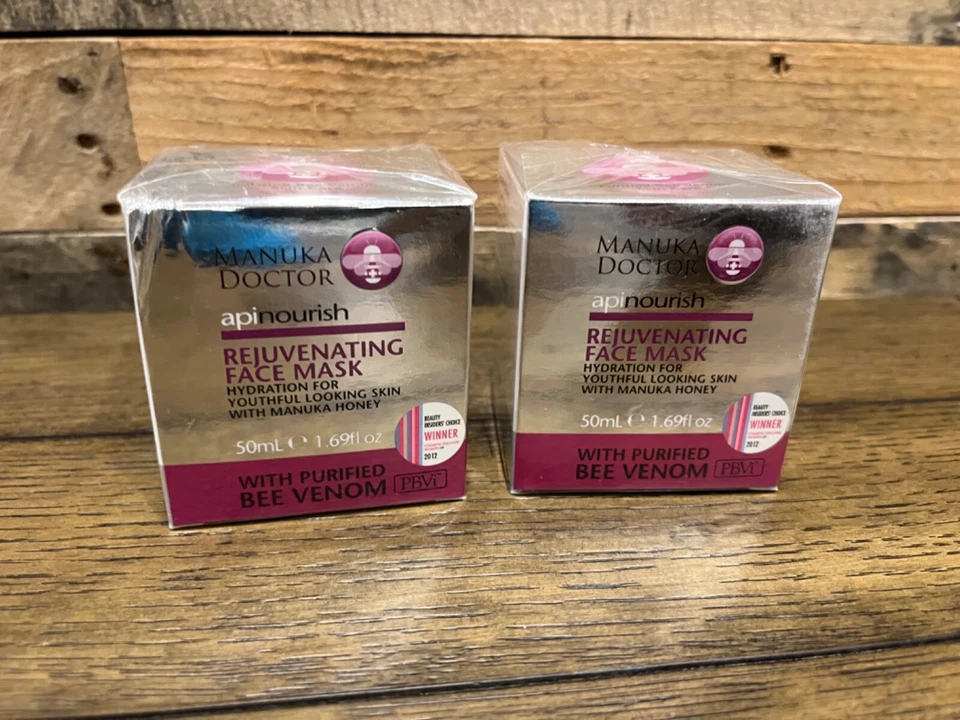 MANUKA
DOCTOR
apinourish
REJUVENATING
FACE MASK
HYDRATION FOR
YOUTHFUL LOOKING SKIN
WITH MANUKA HONEY
50mL ℮ 1.69fl oz
BEAUTY
INSIDERS' CHOICE
WINNER
2012
WITH PURIFIED
BEE VENOM PBVi™
MANUKA
DOCTOR
apinourish
REJUVENATING
FACE MASK
HYDRATION FOR
YOUTHFUL LOOKING SKIN
WITH MANUKA HONEY
50mL ℮ 1.69fl oz
BEAUTY
INSIDERS' CHOICE
WINNER
2012
WITH PURIFIED
BEE VENOM PBVi™